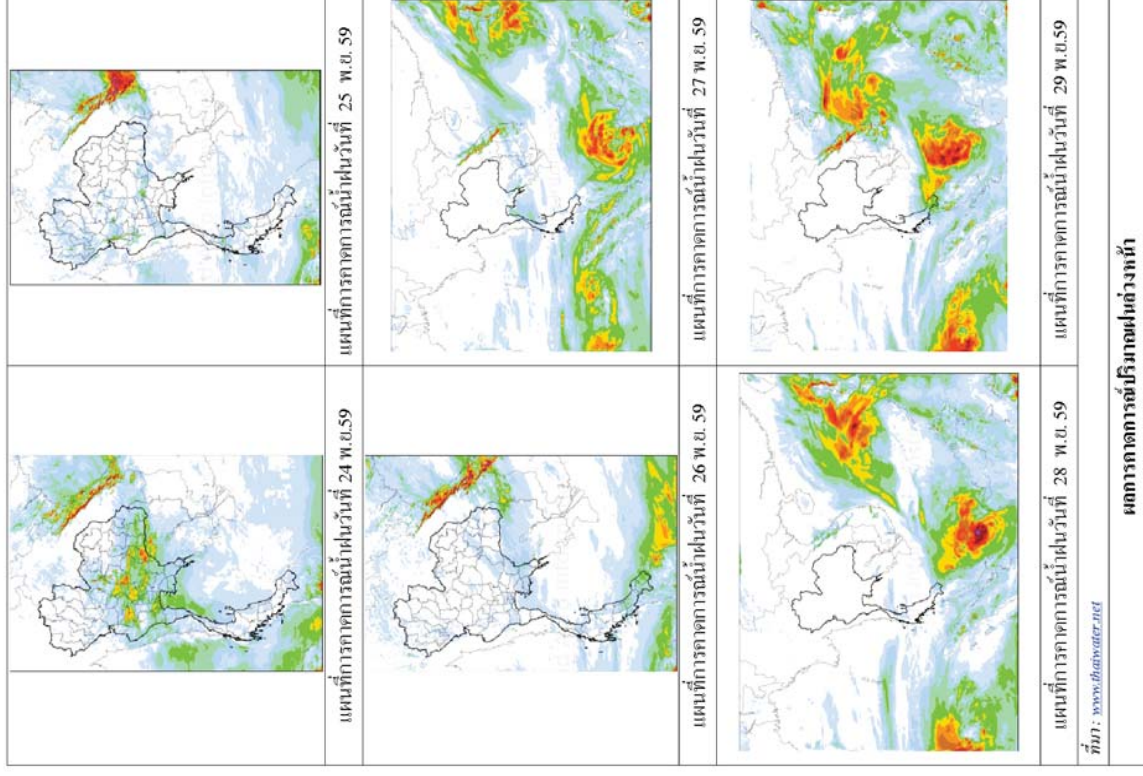 แผนที่การคาดการณ์น้ำฝนวันที่ 24 พ.ย.59
แผนที่การคาดการณ์น้ำฝนวันที่ 25 พ.ย. 59
แผนที่การคาดการณ์น้ำฝนวันที่ 26 พ.ย. 59
แผนที่การคาดการณ์น้ำฝนวันที่ 27 พ.ย. 59
แผนที่การคาดการณ์น้ำฝนวันที่ 28 พ.ย. 59
แผนที่การคาดการณ์น้ำฝนวันที่ 29 พ.ย.59
ที่มา : www.thaiwater.net
ผลการคาดการณ์ปริมาณฝนล่วงหน้า